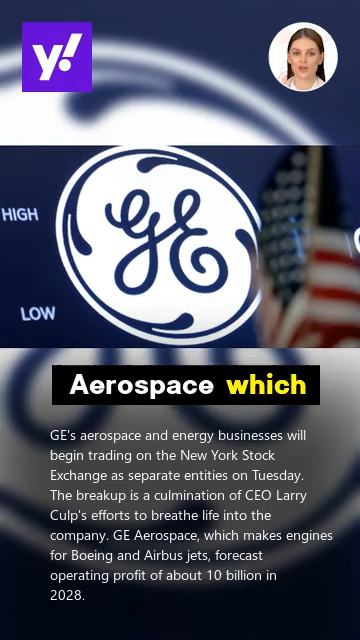 y!
HIGH
GE
LOW
Aerospace which
GE's aerospace and energy businesses will
begin trading on the New York Stock
Exchange as separate entities on Tuesday.
The breakup is a culmination of CEO Larry
Culp's efforts to breathe life into the
company. GE Aerospace, which makes engines
for Boeing and Airbus jets, forecast
operating profit of about 10 billion in
2028.